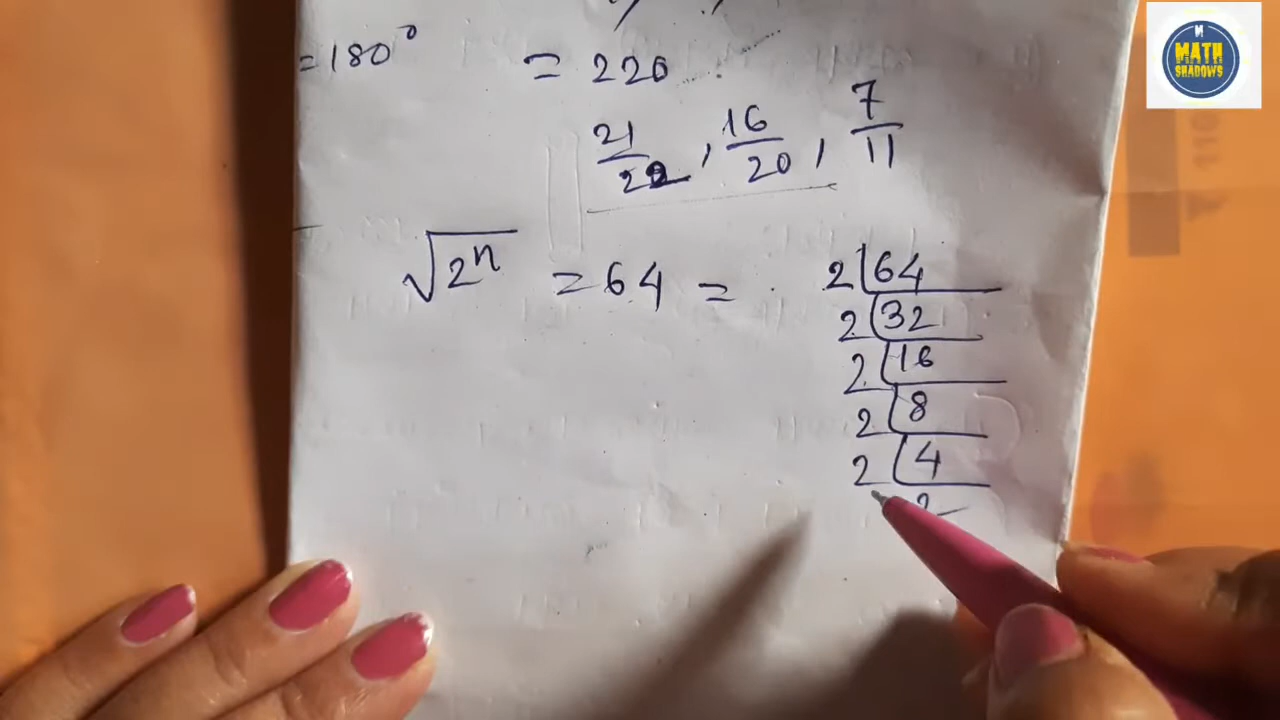 M
MATH
SHADOWS
=180° = 220
21/22, 16/20, 7/11
√2ⁿ = 64 =
2 | 64
2 | 32
2 | 16
2 | 8
2 | 4
2